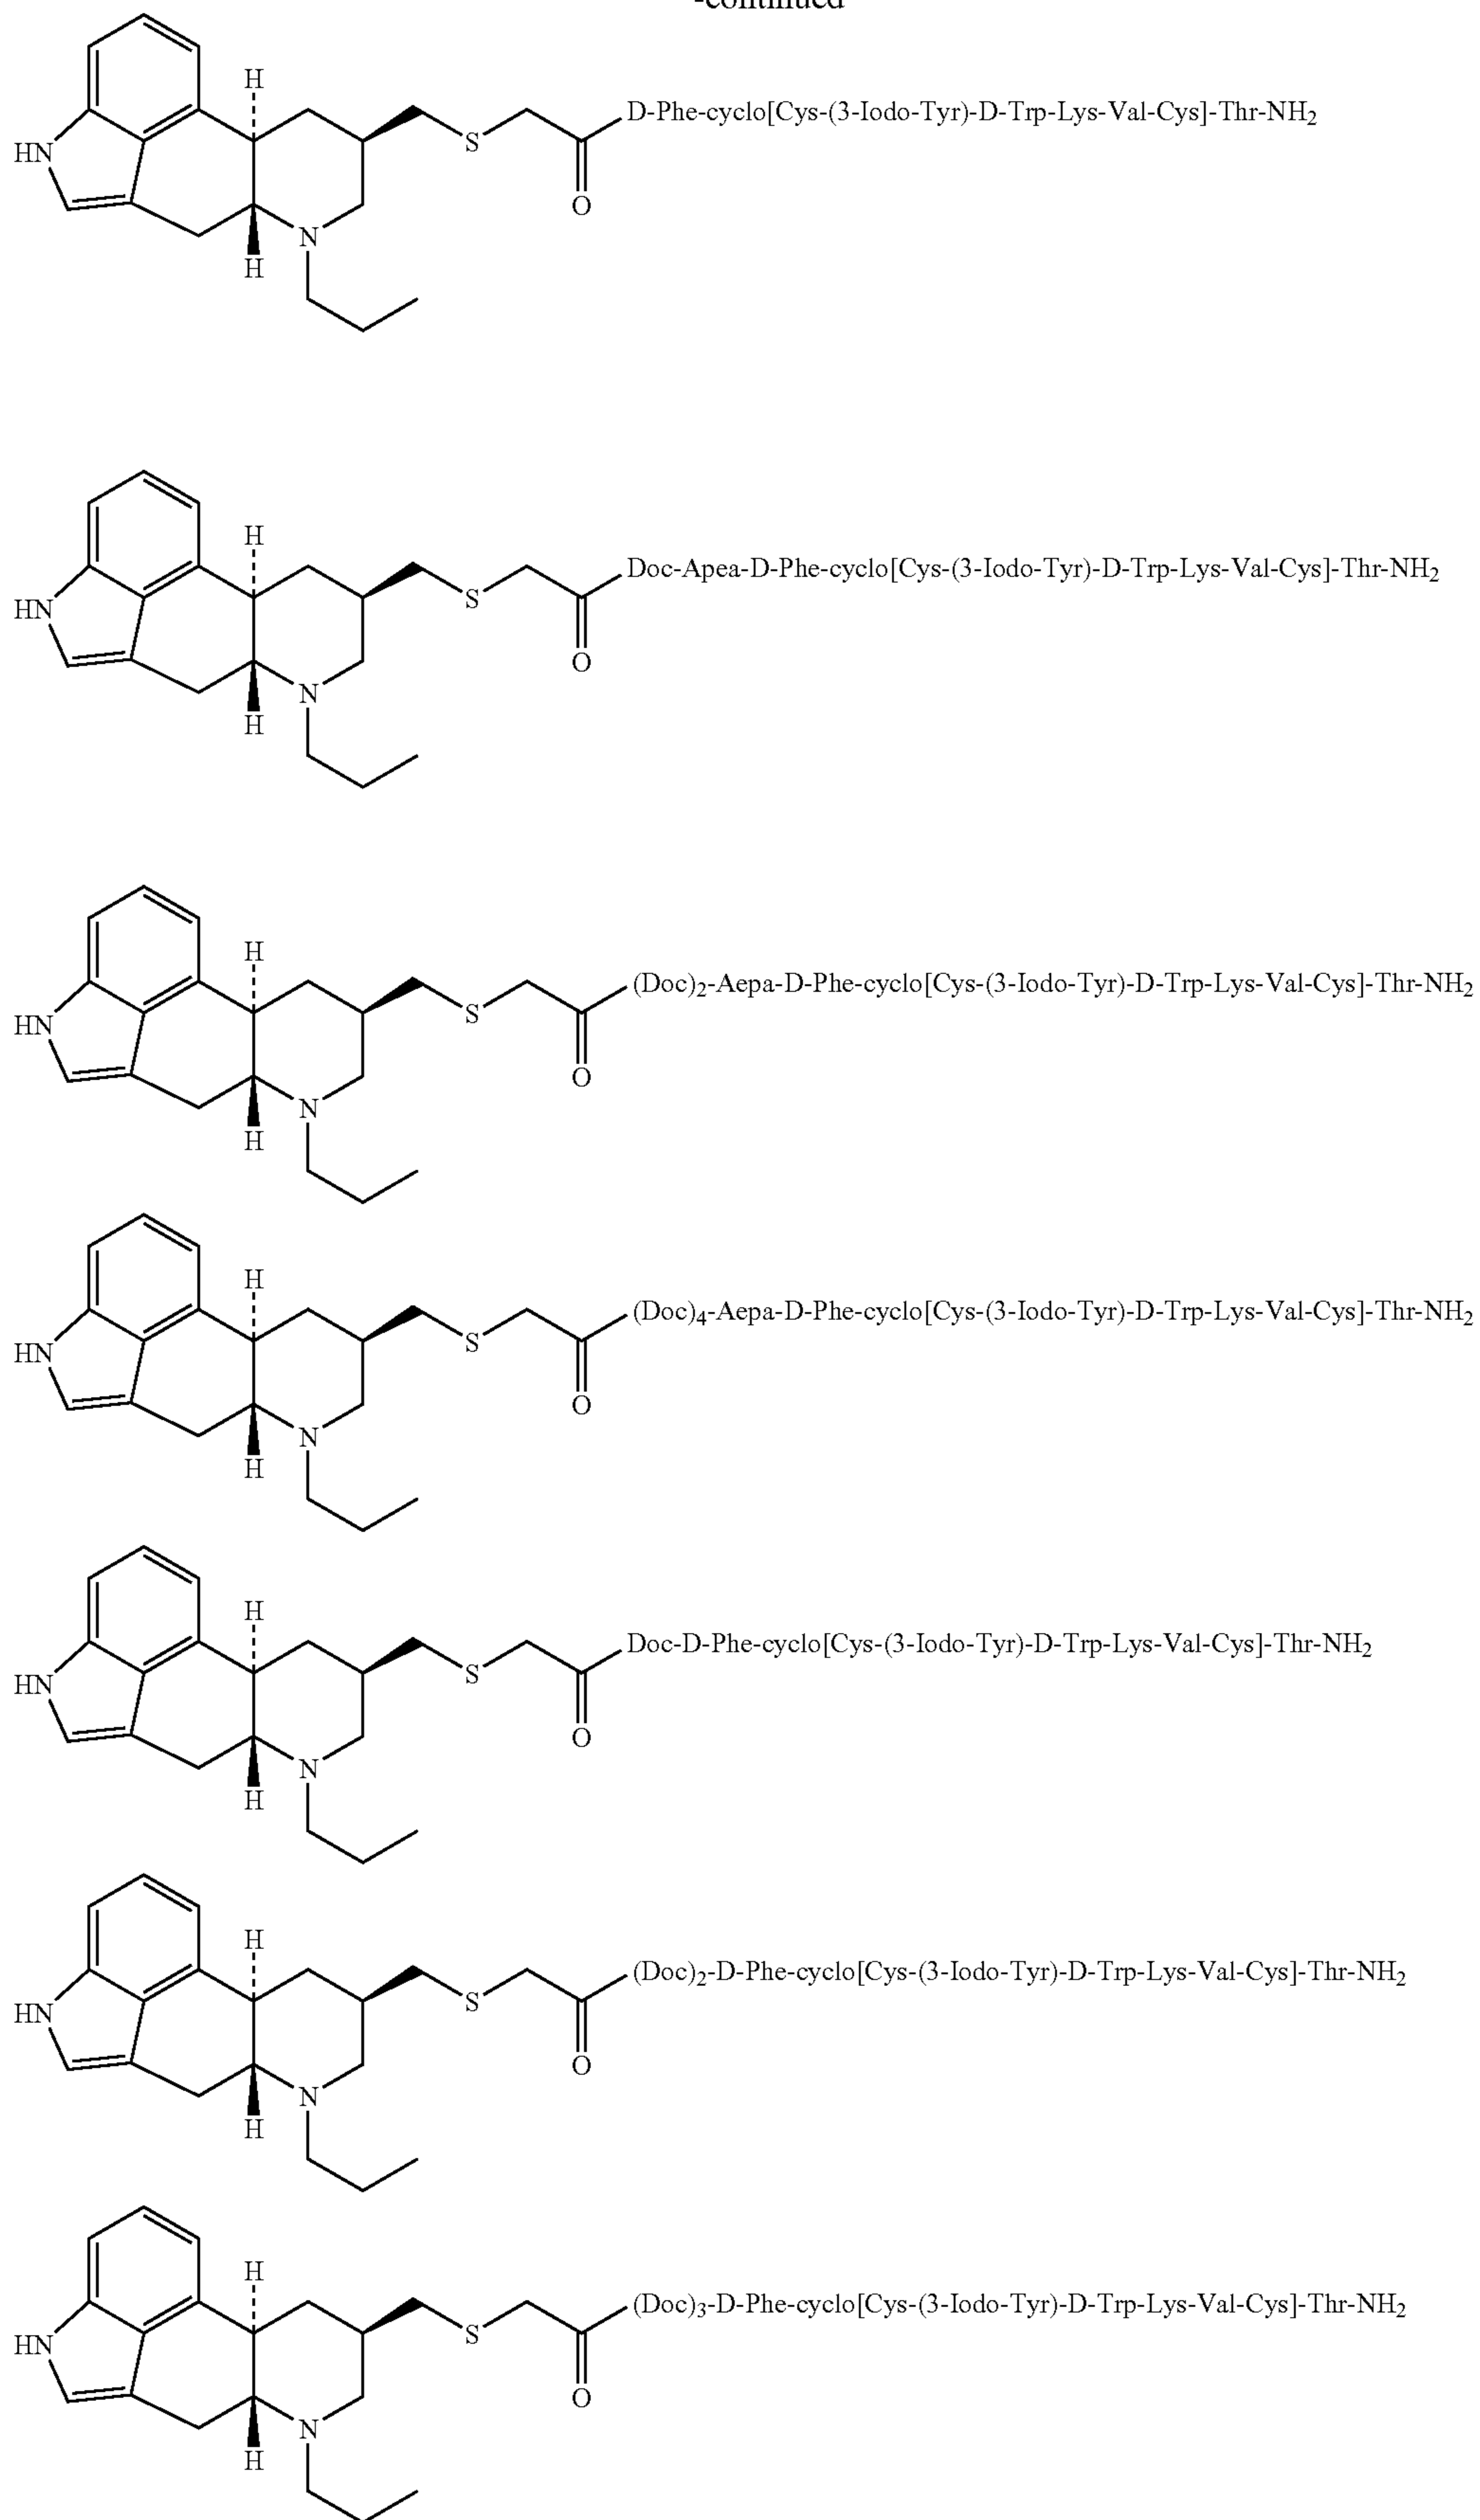 -continued
H
D-Phe-cyclo[Cys-(3-Iodo-Tyr)-D-Trp-Lys-Val-Cys]-Thr-NH₂
HN
S
O
N
H
H
Doc-Apea-D-Phe-cyclo[Cys-(3-Iodo-Tyr)-D-Trp-Lys-Val-Cys]-Thr-NH₂
HN
S
O
N
H
H
(Doc)₂-Aepa-D-Phe-cyclo[Cys-(3-Iodo-Tyr)-D-Trp-Lys-Val-Cys]-Thr-NH₂
HN
S
O
N
H
H
(Doc)₄-Aepa-D-Phe-cyclo[Cys-(3-Iodo-Tyr)-D-Trp-Lys-Val-Cys]-Thr-NH₂
HN
S
O
N
H
H
Doc-D-Phe-cyclo[Cys-(3-Iodo-Tyr)-D-Trp-Lys-Val-Cys]-Thr-NH₂
HN
S
O
N
H
H
(Doc)₂-D-Phe-cyclo[Cys-(3-Iodo-Tyr)-D-Trp-Lys-Val-Cys]-Thr-NH₂
HN
S
O
N
H
H
(Doc)₃-D-Phe-cyclo[Cys-(3-Iodo-Tyr)-D-Trp-Lys-Val-Cys]-Thr-NH₂
HN
S
O
N
H